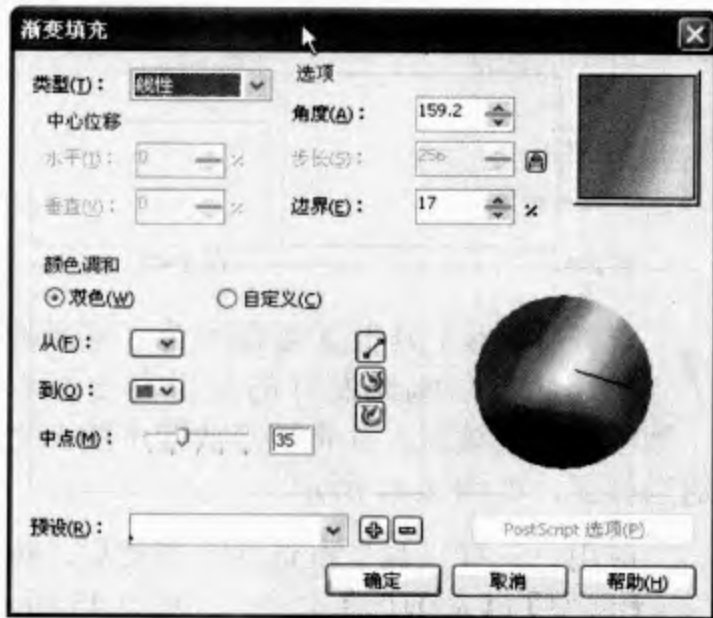 渐变填充
类型(T)： 线性
选项
中心位移
角度(A)： 159.2
水平(I)： 0 %
步长(S)： 256
垂直(V)： 0 %
边界(E)： 17 %
颜色调和
双色(W) 自定义(C)
从(F)：
到(O)：
中点(M)： 35
预设(R)：
PostScript 选项(P)
确定 取消 帮助(H)